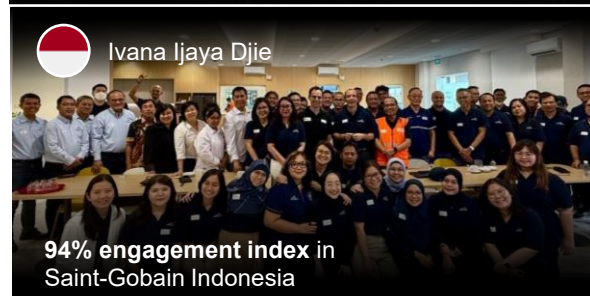 Ivana Ijaya Djie
94% engagement index in
Saint-Gobain Indonesia